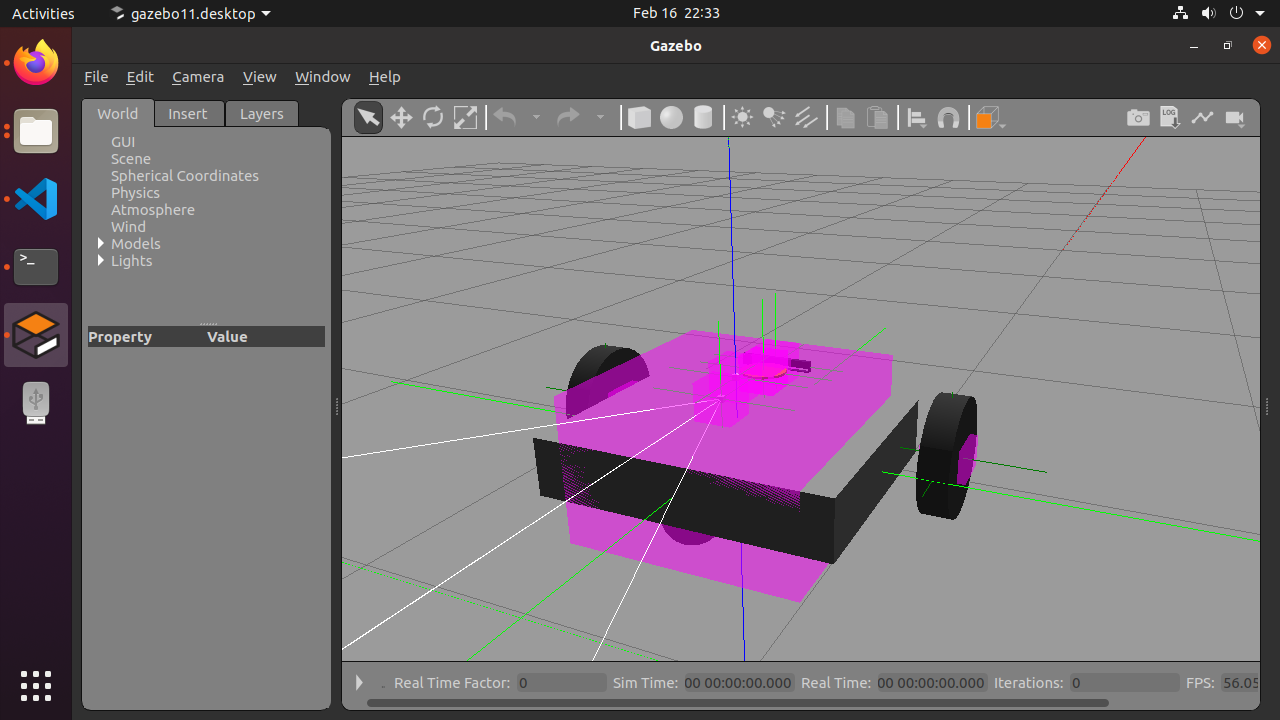 Activities gazebo11.desktop Feb 16 22:33
Gazebo
File Edit Camera View Window Help
World Insert Layers
LOG
GUI
Scene
Spherical Coordinates
Physics
Atmosphere
Wind
Models
Lights
Property Value
>_
Real Time Factor: 0 Sim Time: 00 00:00:00.000 Real Time: 00 00:00:00.000 Iterations: 0 FPS: 56.05